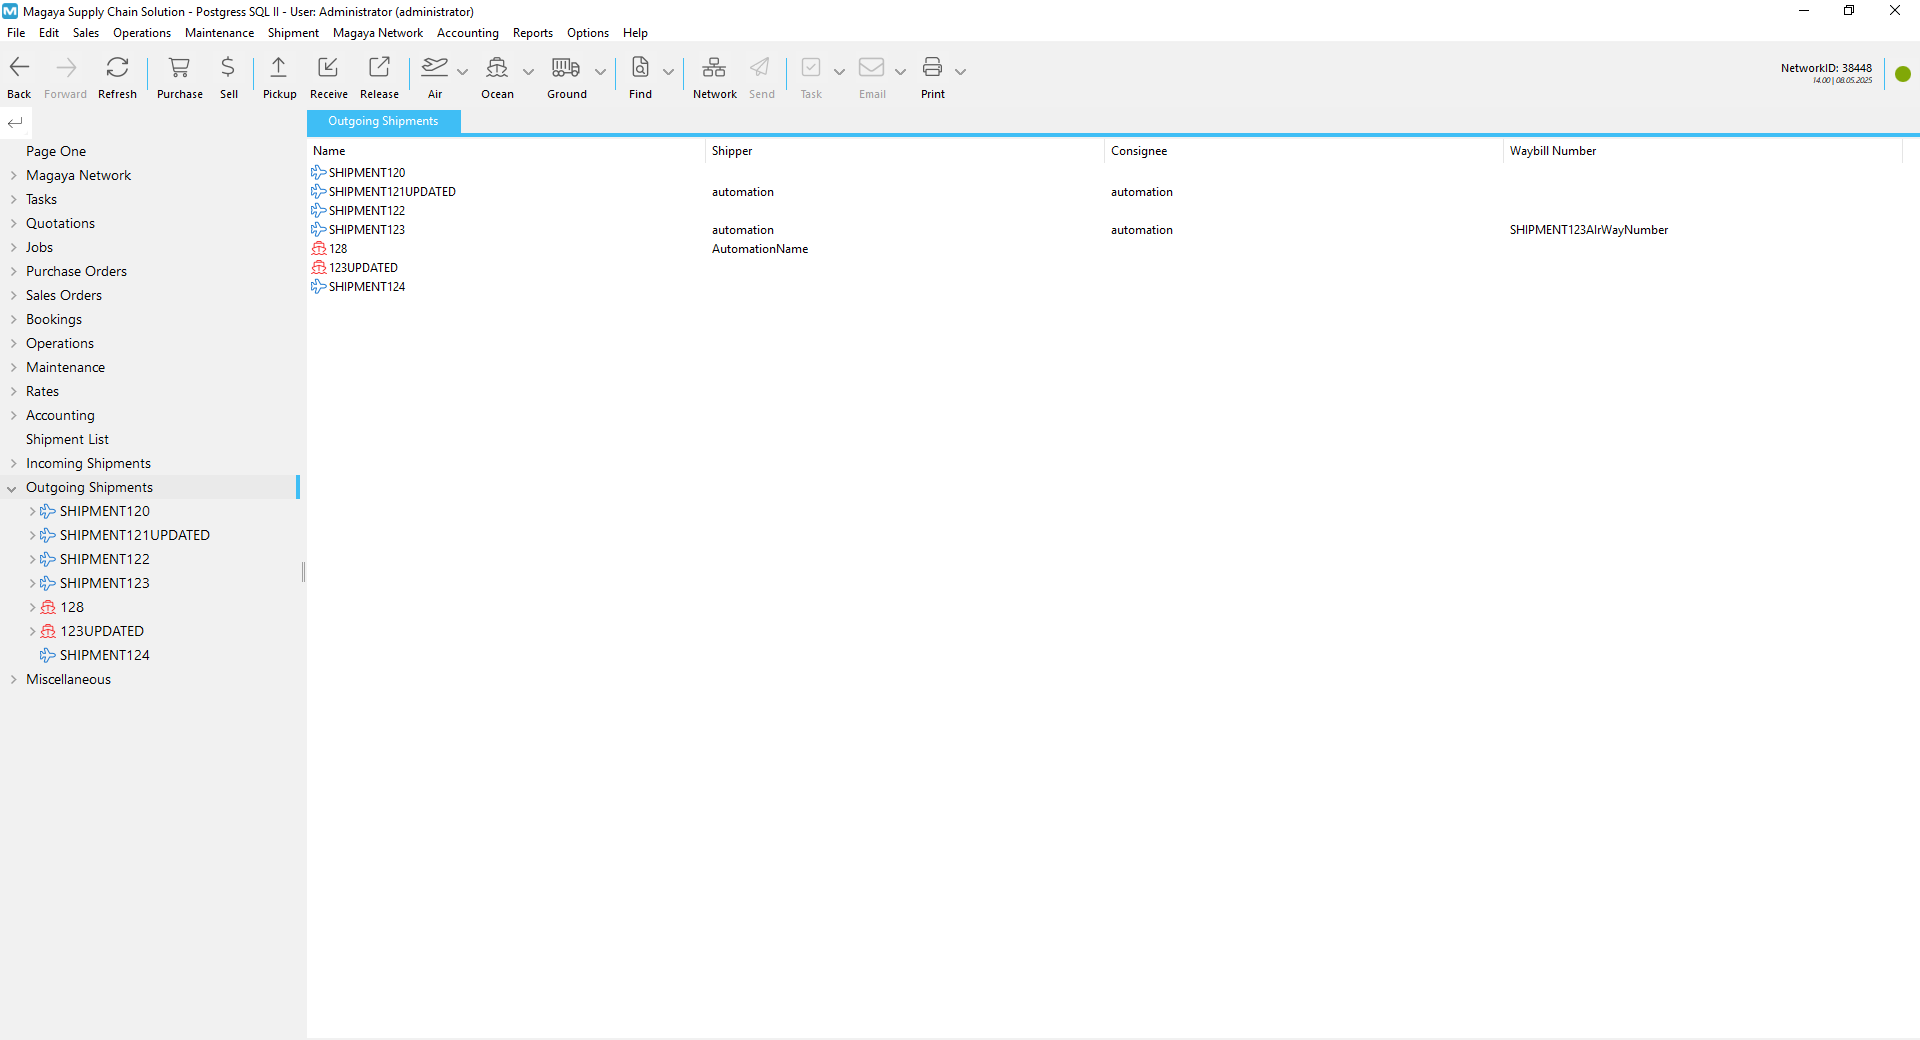 Magaya Supply Chain Solution - Postgress SQL II - User: Administrator (administrator)
File Edit Sales Operations Maintenance Shipment Magaya Network Accounting Reports Options Help
Back Forward Refresh Purchase Sell Pickup Receive Release Air Ocean Ground Find Network Send Task Email Print
NetworkID: 38448
14.00 | 08.05.2025
Page One
Magaya Network
Tasks
Quotations
Jobs
Purchase Orders
Sales Orders
Bookings
Operations
Maintenance
Rates
Accounting
Shipment List
Incoming Shipments
Outgoing Shipments
SHIPMENT120
SHIPMENT121UPDATED
SHIPMENT122
SHIPMENT123
128
123UPDATED
SHIPMENT124
Miscellaneous
Outgoing Shipments
Name Shipper Consignee Waybill Number
SHIPMENT120
SHIPMENT121UPDATED automation automation
SHIPMENT122
SHIPMENT123 automation automation SHIPMENT123AIrWayNumber
128 AutomationName
123UPDATED
SHIPMENT124